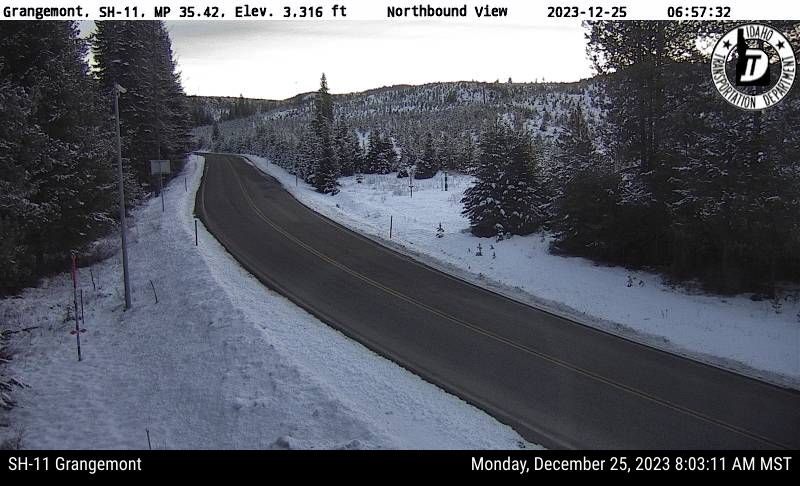 Grangemont, SH-11, MP 35.42, Elev. 3,316 ft Northbound View 2023-12-25 06:57:32
IDAHO
TRANSPORTATION DEPARTMENT
SH-11 Grangemont Monday, December 25, 2023 8:03:11 AM MST